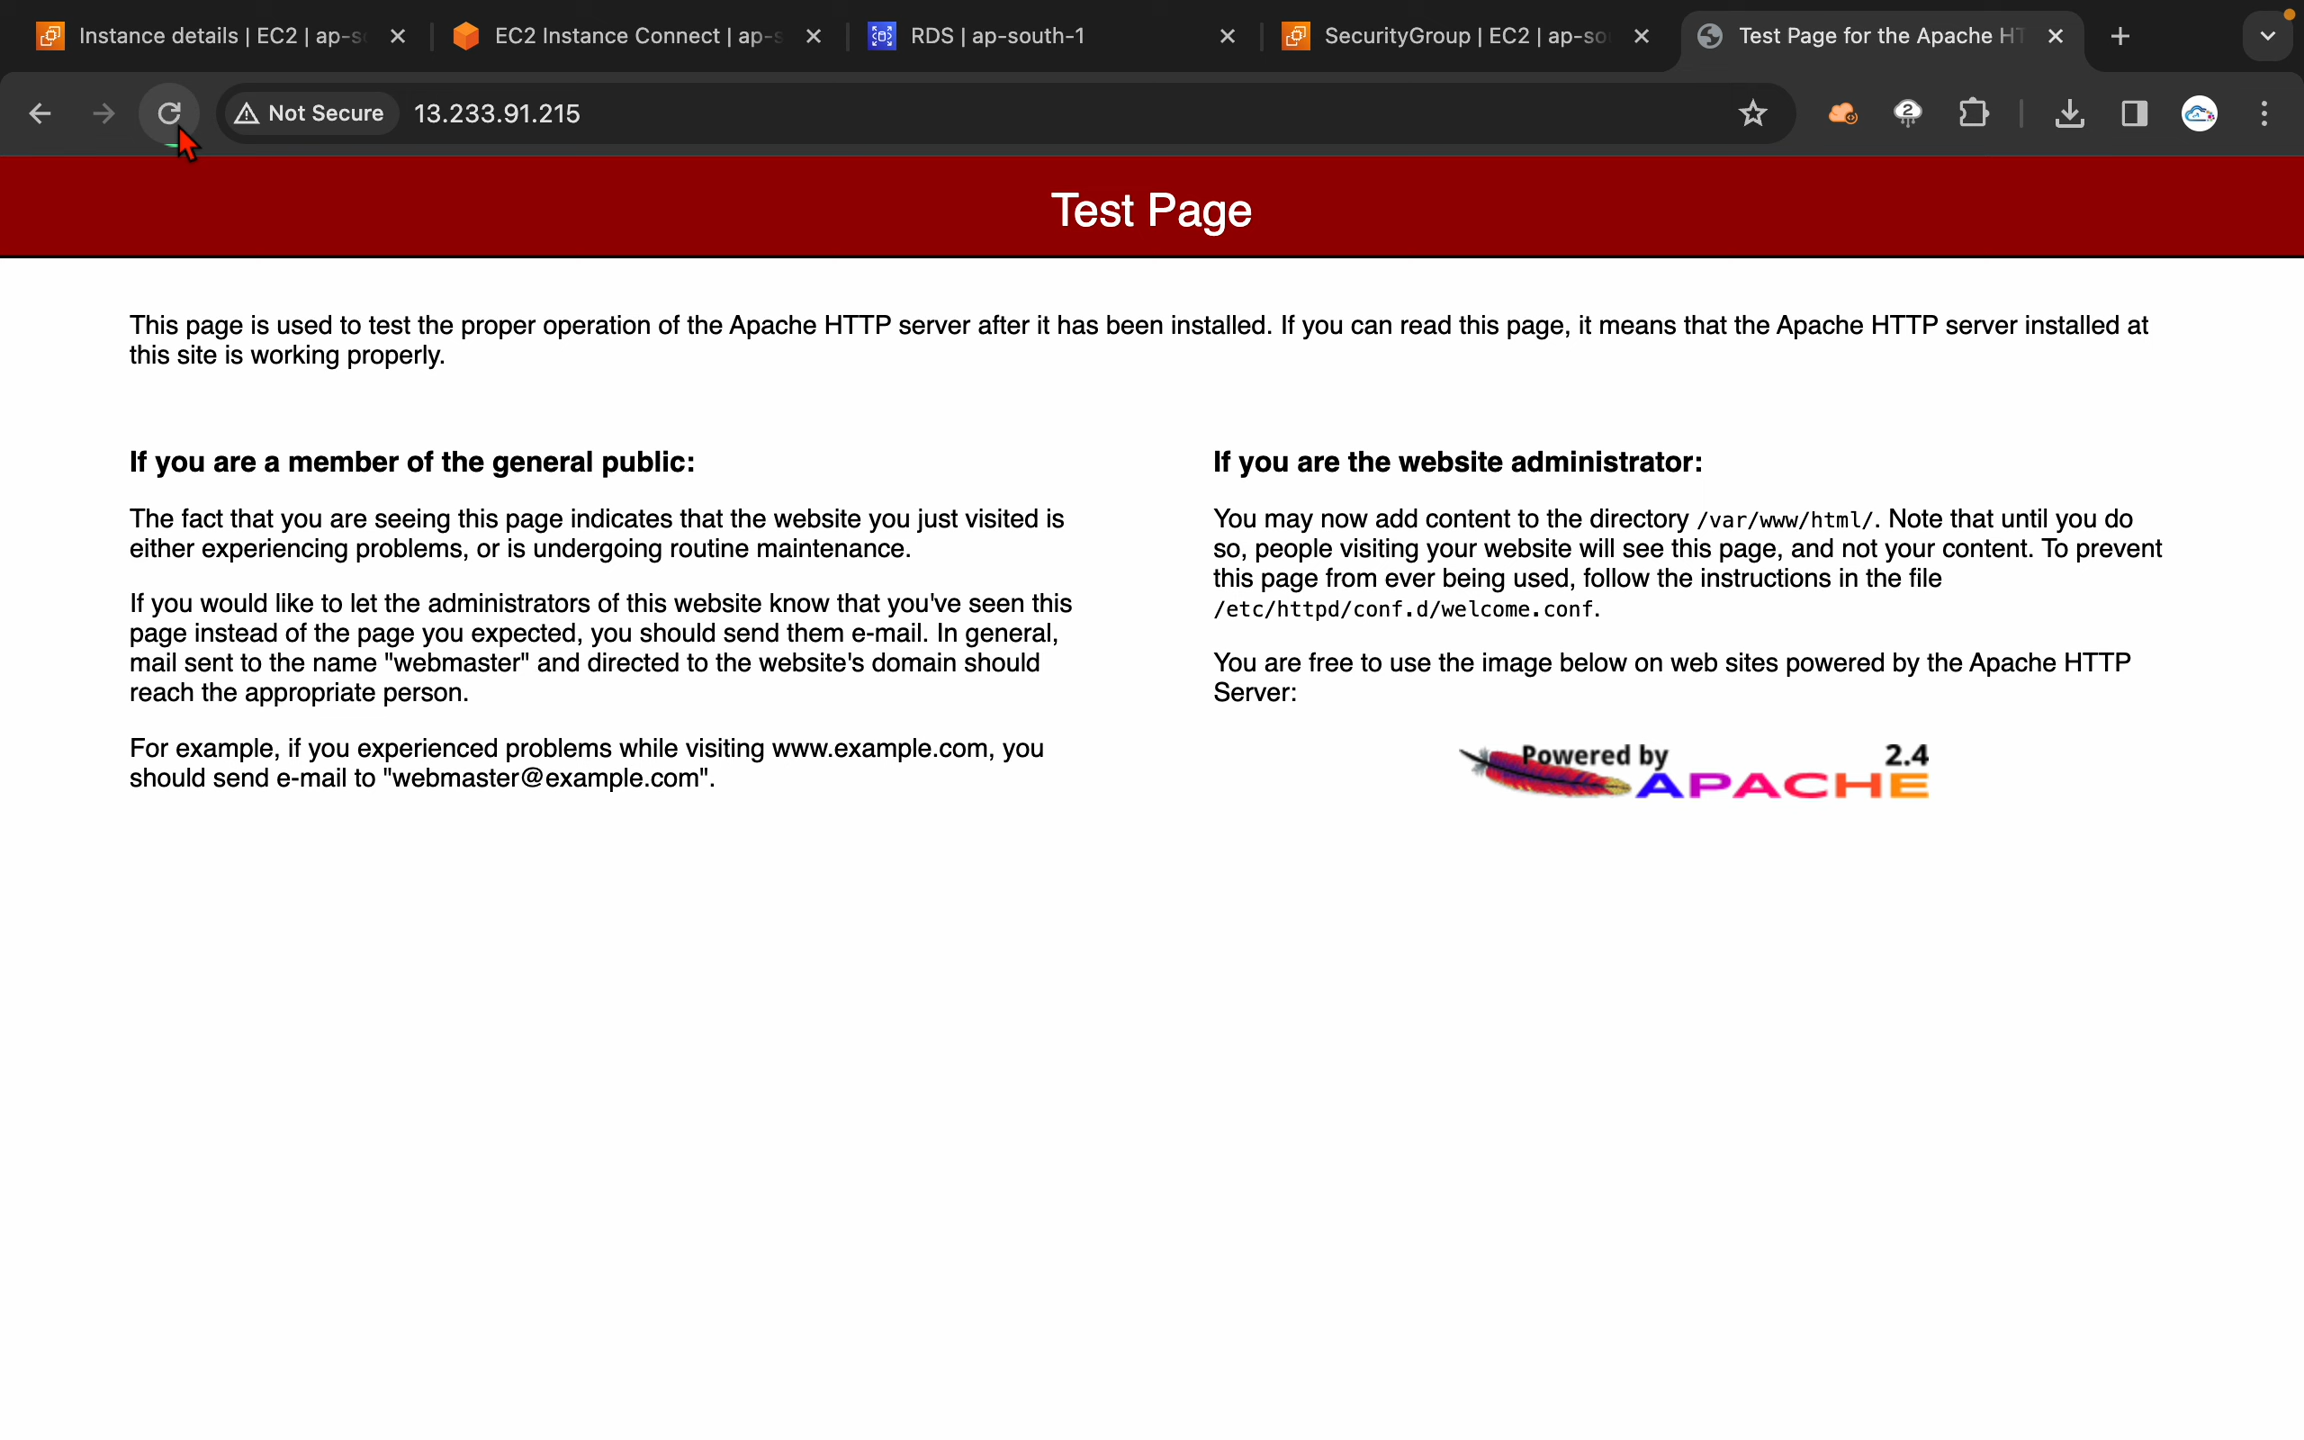 Instance details | EC2 | ap-s
EC2 Instance Connect | ap-s
RDS | ap-south-1
SecurityGroup | EC2 | ap-so
Test Page for the Apache HT
Not Secure
13.233.91.215
2
Test Page
This page is used to test the proper operation of the Apache HTTP server after it has been installed. If you can read this page, it means that the Apache HTTP server installed at
this site is working properly.
If you are a member of the general public:
The fact that you are seeing this page indicates that the website you just visited is
either experiencing problems, or is undergoing routine maintenance.
If you would like to let the administrators of this website know that you've seen this
page instead of the page you expected, you should send them e-mail. In general,
mail sent to the name "webmaster" and directed to the website's domain should
reach the appropriate person.
For example, if you experienced problems while visiting www.example.com, you
should send e-mail to "webmaster@example.com".
If you are the website administrator:
You may now add content to the directory /var/www/html/. Note that until you do
so, people visiting your website will see this page, and not your content. To prevent
this page from ever being used, follow the instructions in the file
/etc/httpd/conf.d/welcome.conf.
You are free to use the image below on web sites powered by the Apache HTTP
Server:
Powered by 2.4
APACHE